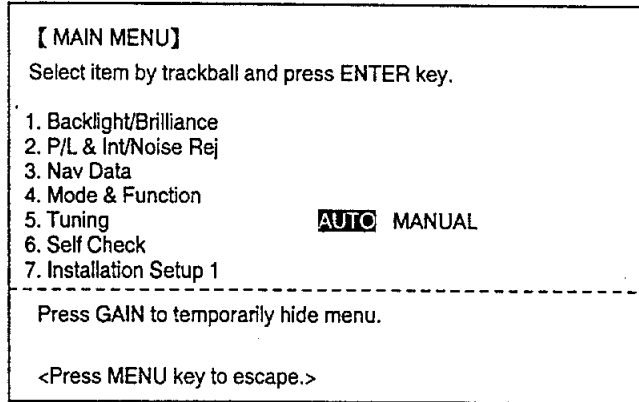 【MAIN MENU】
Select item by trackball and press ENTER key.
1. Backlight/Brilliance
2. P/L & Int/Noise Rej
3. Nav Data
4. Mode & Function
5. Tuning AUTO MANUAL
6. Self Check
7. Installation Setup 1
Press GAIN to temporarily hide menu.
<Press MENU key to escape.>